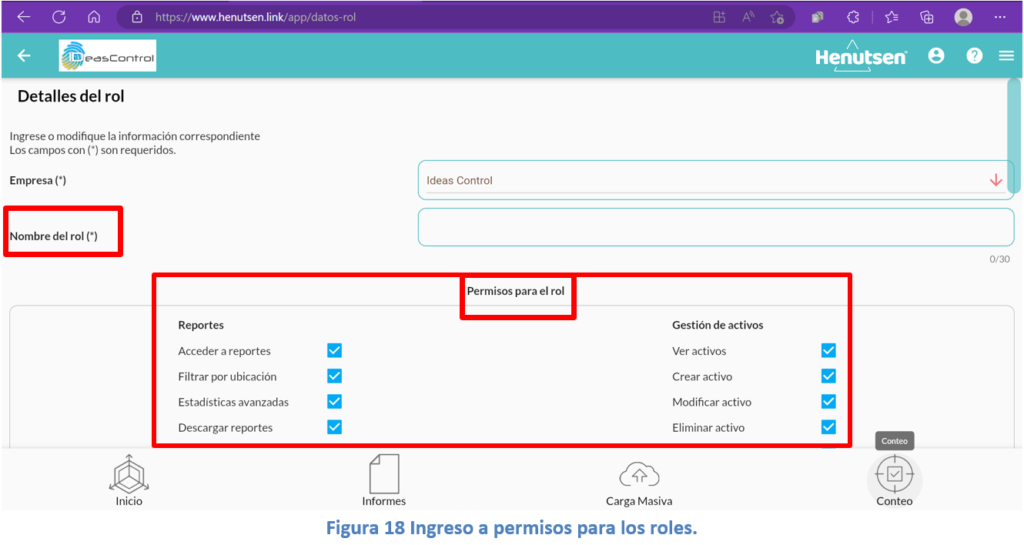 https://www.henutsen.link/app/datos-rol
easControl
Henutsen
Detalles del rol
Ingrese o modifique la información correspondiente
Los campos con (*) son requeridos.
Empresa (*)
Ideas Control
Nombre del rol (*)
0/30
Permisos para el rol
Reportes
Gestión de activos
Acceder a reportes
Ver activos
Filtrar por ubicación
Crear activo
Estadísticas avanzadas
Modificar activo
Descargar reportes
Eliminar activo
Conteo
Inicio
Informes
Carga Masiva
Conteo
Figura 18 Ingreso a permisos para los roles.